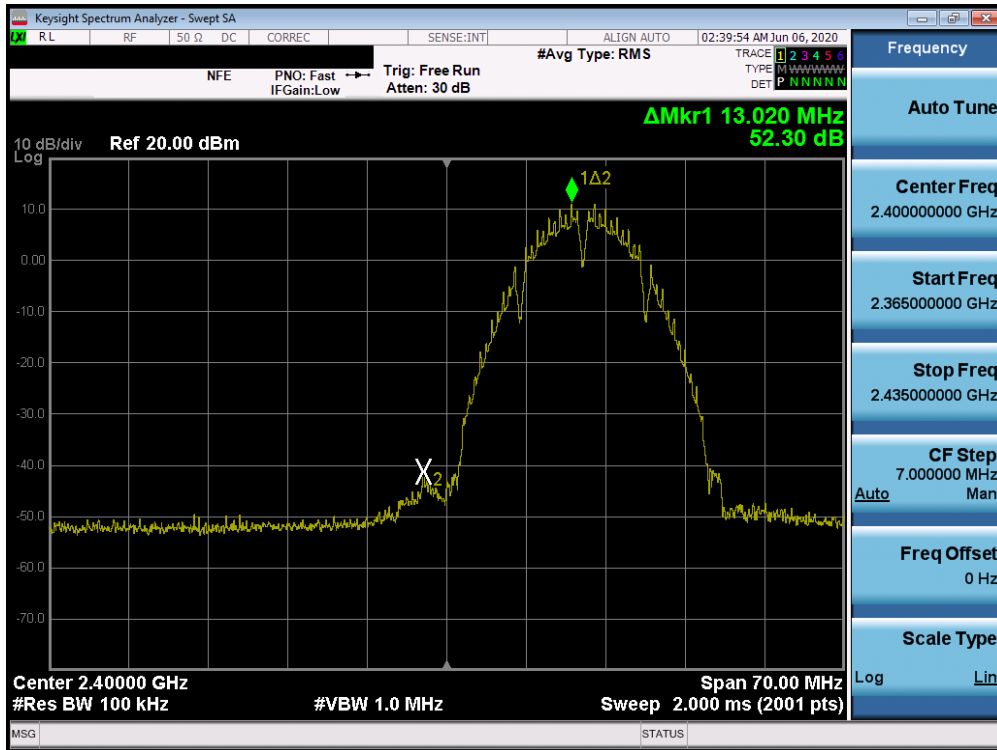 Keysight Spectrum Analyzer - Swept SA
LXI RL RF 50 Ω DC CORREC SENSE:INT ALIGN AUTO 02:39:54 AM Jun 06, 2020
NFE PNO: Fast Trig: Free Run #Avg Type: RMS TRACE 1 2 3 4 5 6
IFGain:Low Atten: 30 dB TYPE M W W W W W
DET P N N N N N
ΔMkr1 13.020 MHz
52.30 dB
10 dB/div Ref 20.00 dBm
Log
1Δ2
10.0
0.00
-10.0
-20.0
-30.0
-40.0
X2
-50.0
-60.0
-70.0
Center 2.40000 GHz Span 70.00 MHz
#Res BW 100 kHz #VBW 1.0 MHz Sweep 2.000 ms (2001 pts)
MSG STATUS
Frequency
Auto Tune
Center Freq
2.400000000 GHz
Start Freq
2.365000000 GHz
Stop Freq
2.435000000 GHz
CF Step
7.000000 MHz
Auto Man
Freq Offset
0 Hz
Scale Type
Log Lin